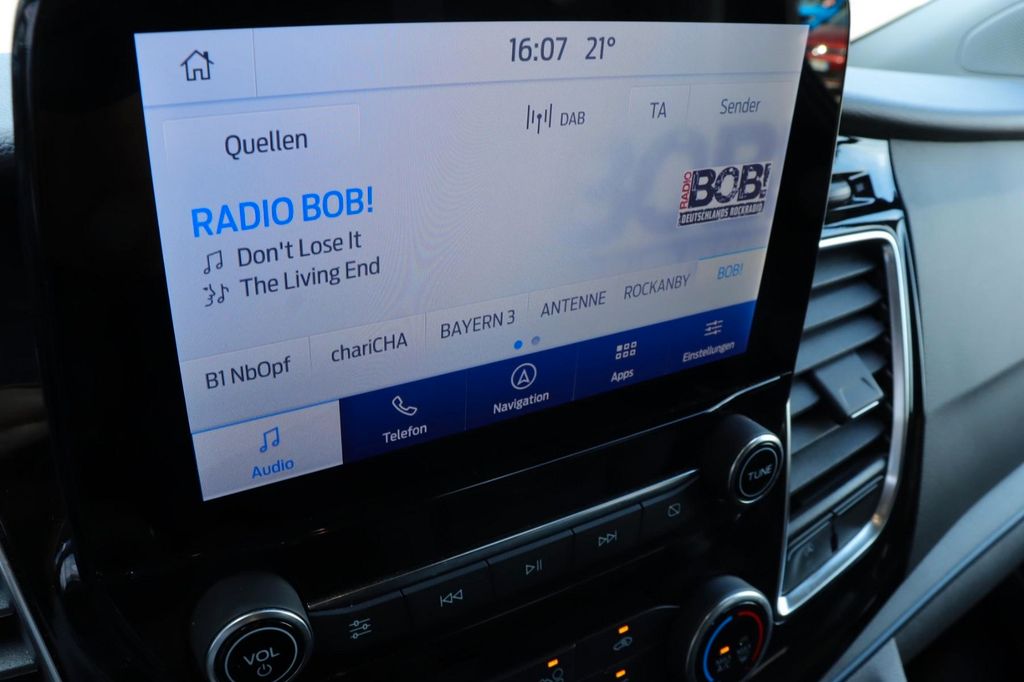 16:07 21°
Quellen
DAB
TA
Sender
RADIO BOB!
Don't Lose It
The Living End
RADIO
BOB!
DEUTSCHLANDS ROCKRADIO
B1 NbOpf
chariCHA
BAYERN 3
ANTENNE
ROCKANBY
BOB!
Audio
Telefon
Navigation
Apps
Einstellungen
TUNE
VOL